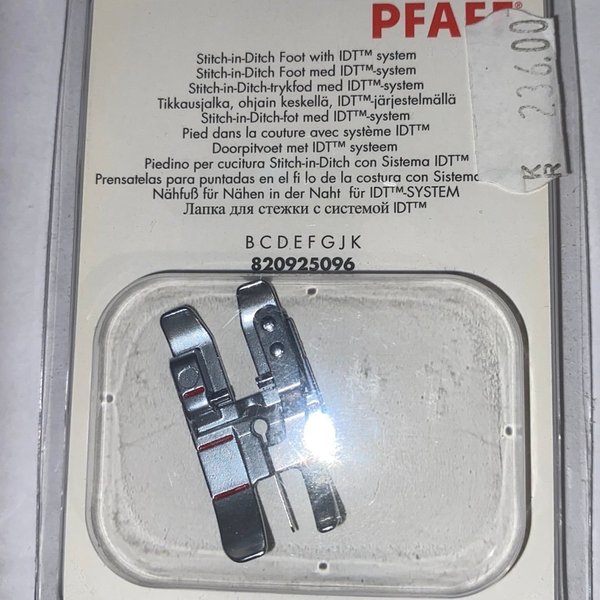 PFAFF®
Stitch-in-Ditch Foot with IDT™ system
Stitch-in-Ditch Foot med IDT™-system
Stitch-in-Ditch-trykfod med IDT™-system
Tikkausjalka, ohjain keskellä, IDT™-järjestelmällä
Stitch-in-Ditch-fot med IDT™-system
Pied dans la couture avec système IDT™
Doorpitvoet met IDT™ systeem
Piedino per cucitura Stitch-in-Ditch con Sistema IDT™
Prensatelas para puntadas en el fi lo de la costura con Sistema
Nähfuß für Nähen in der Naht für IDT™-SYSTEM
Лапка для стежки с системой IDT™
B C D E F G J K
820925096
KR 236.00